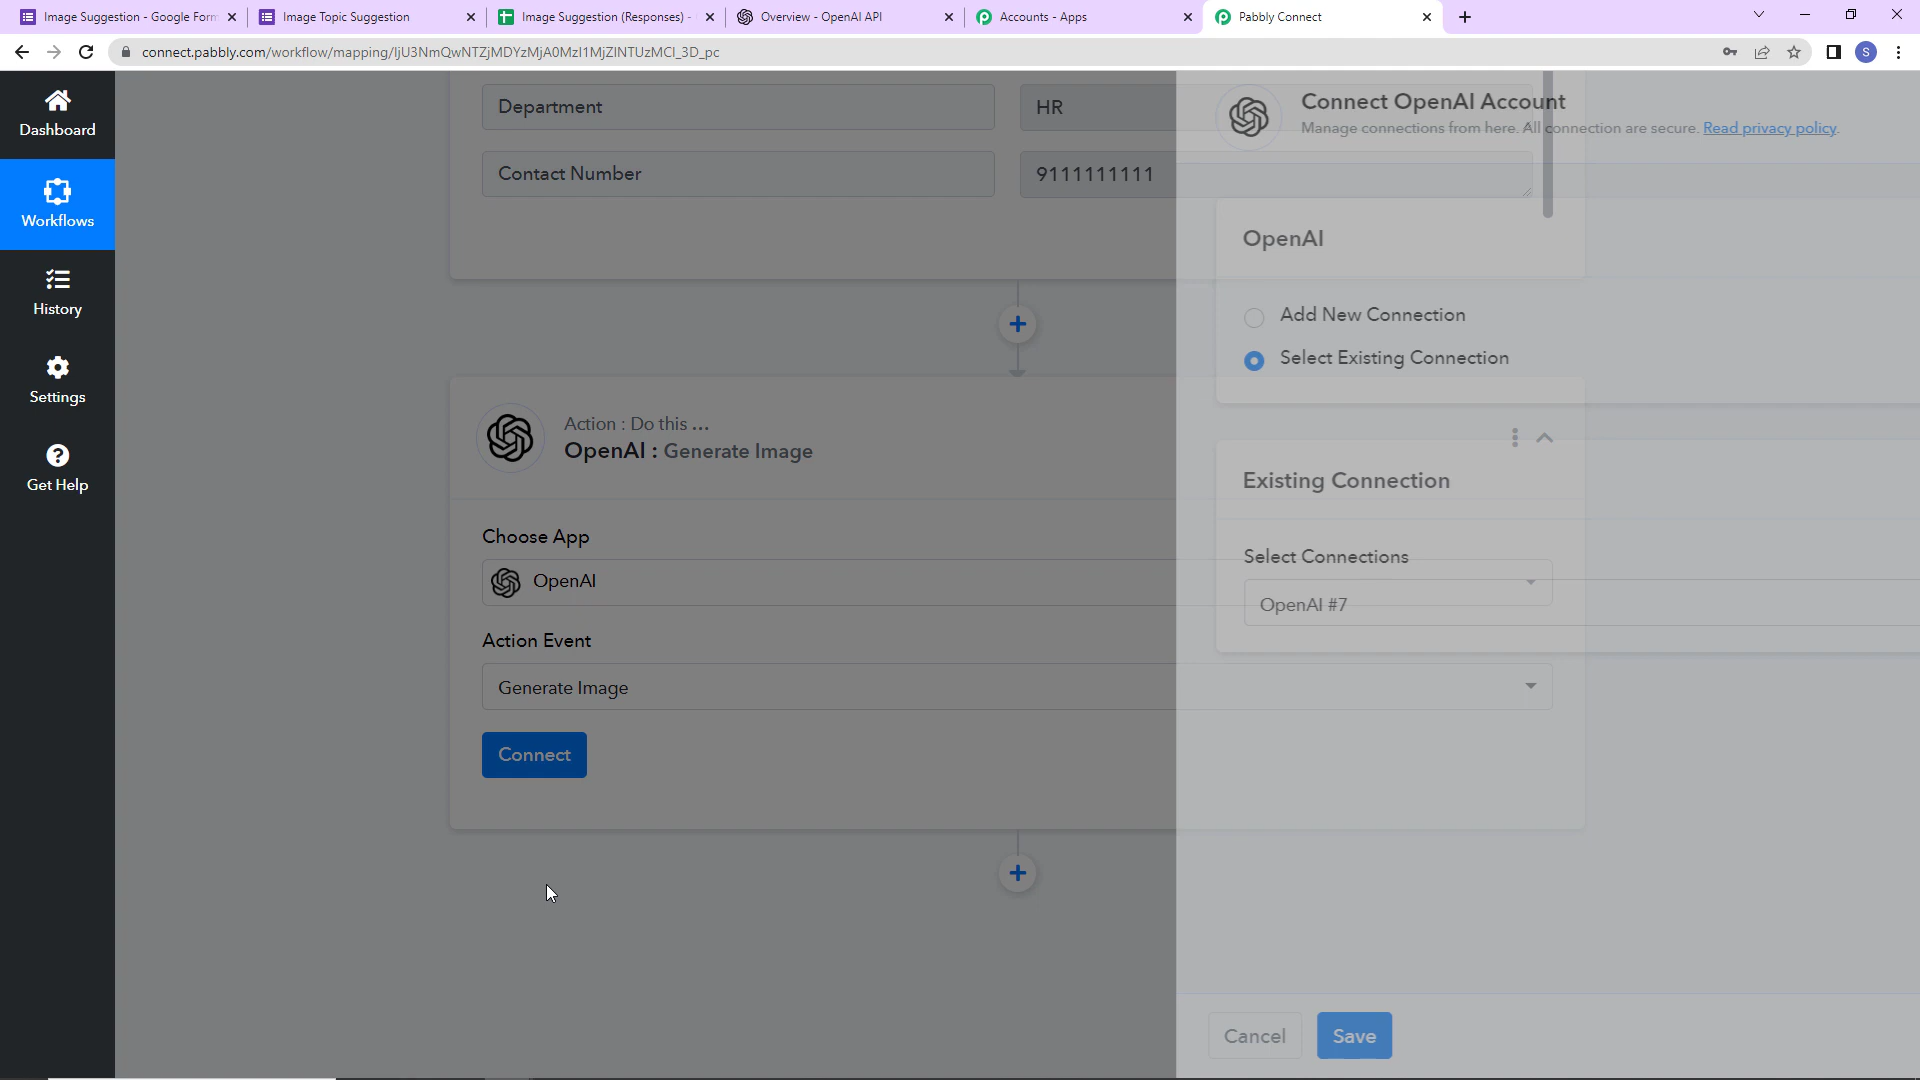 Image Suggestion - Google Form
Image Topic Suggestion
Image Suggestion (Responses) -
Overview - OpenAI API
Accounts - Apps
Pabbly Connect
connect.pabbly.com/workflow/mapping/
S
Dashboard
Workflows
History
Settings
Get Help
Department
HR
Contact Number
9111111111
Action : Do this ...
OpenAI : Generate Image
Choose App
OpenAI
Action Event
Generate Image
Connect
Connect OpenAI Account
Manage connections from here. All connection are secure. Read privacy policy.
OpenAI
Add New Connection
Select Existing Connection
Existing Connection
Select Connections
OpenAI #7
Cancel
Save